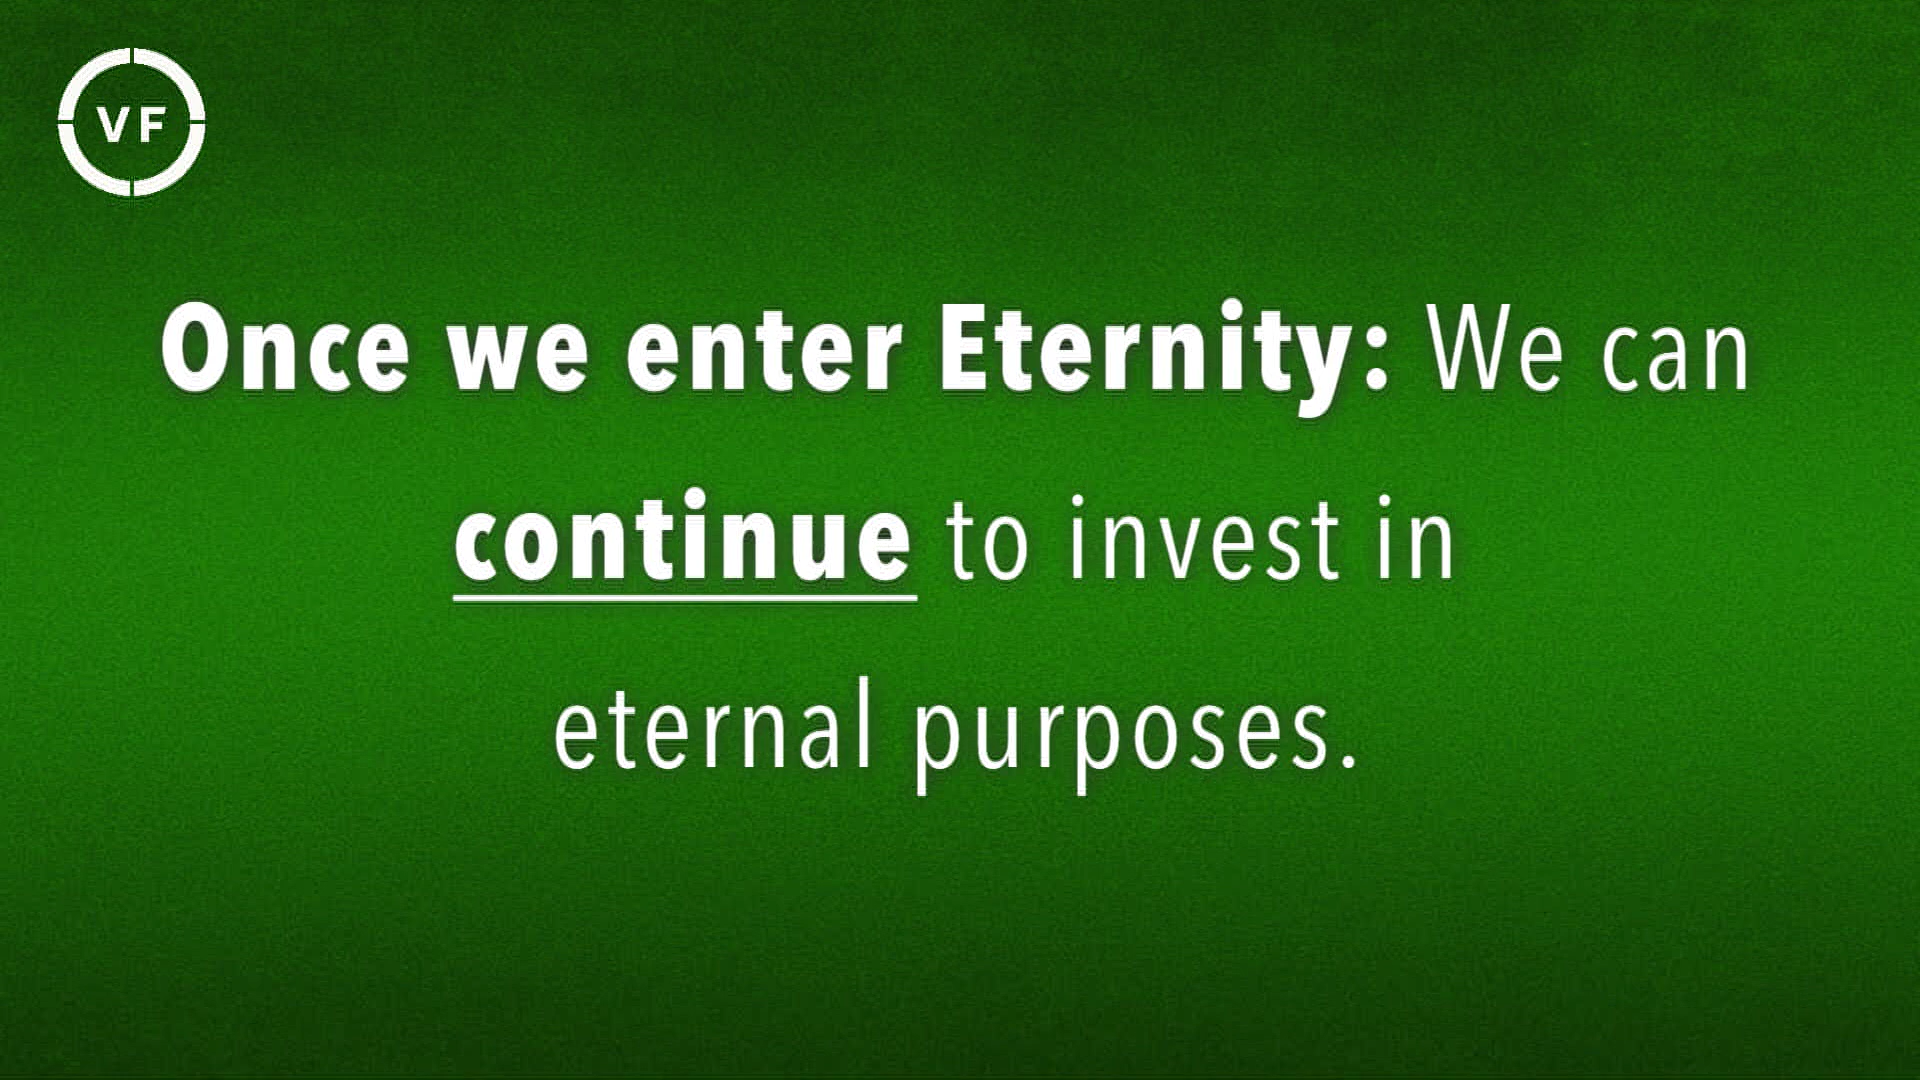 VF
Once we enter Eternity: We can
continue to invest in
eternal purposes.